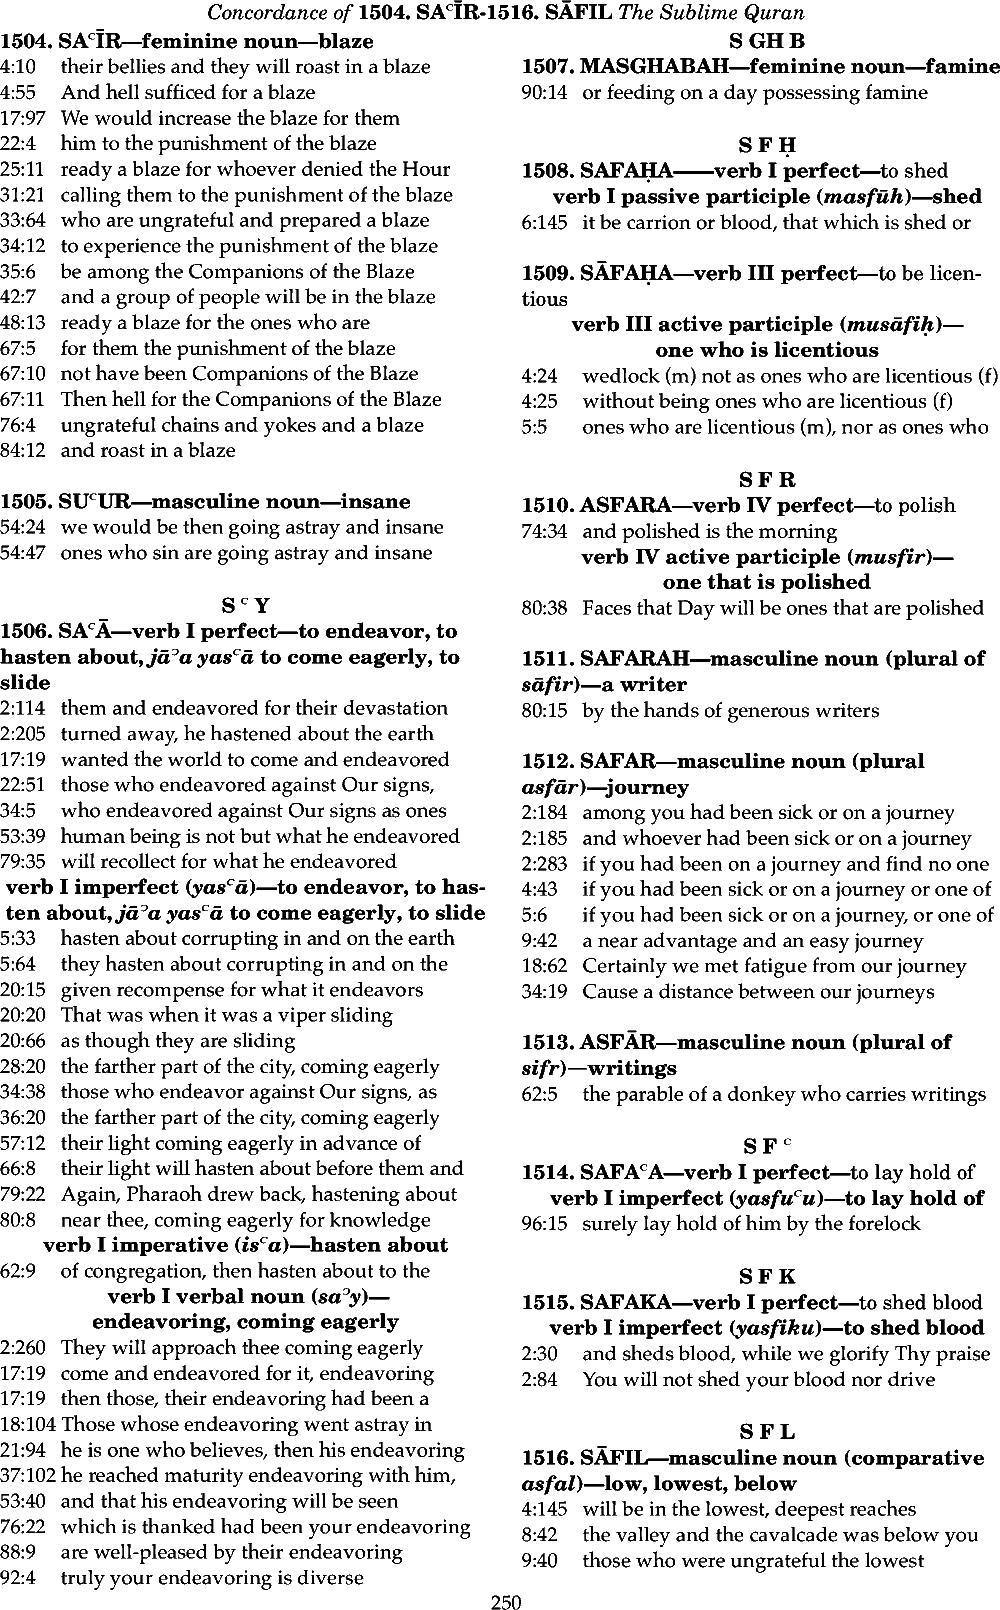 Concordance of 1504. SAᶜĪR-1516. SĀFIL The Sublime Quran
1504. SAᶜĪR—feminine noun—blaze
4:10 their bellies and they will roast in a blaze
4:55 And hell sufficed for a blaze
17:97 We would increase the blaze for them
22:4 him to the punishment of the blaze
25:11 ready a blaze for whoever denied the Hour
31:21 calling them to the punishment of the blaze
33:64 who are ungrateful and prepared a blaze
34:12 to experience the punishment of the blaze
35:6 be among the Companions of the Blaze
42:7 and a group of people will be in the blaze
48:13 ready a blaze for the ones who are
67:5 for them the punishment of the blaze
67:10 not have been Companions of the Blaze
67:11 Then hell for the Companions of the Blaze
76:4 ungrateful chains and yokes and a blaze
84:12 and roast in a blaze
1505. SUᶜUR—masculine noun—insane
54:24 we would be then going astray and insane
54:47 ones who sin are going astray and insane
S ᶜ Y
1506. SAᶜĀ—verb I perfect—to endeavor, to
hasten about, jāᵓa yasᶜā to come eagerly, to
slide
2:114 them and endeavored for their devastation
2:205 turned away, he hastened about the earth
17:19 wanted the world to come and endeavored
22:51 those who endeavored against Our signs,
34:5 who endeavored against Our signs as ones
53:39 human being is not but what he endeavored
79:35 will recollect for what he endeavored
verb I imperfect (yasᶜā)—to endeavor, to has-
ten about, jāᵓa yasᶜā to come eagerly, to slide
5:33 hasten about corrupting in and on the earth
5:64 they hasten about corrupting in and on the
20:15 given recompense for what it endeavors
20:20 That was when it was a viper sliding
20:66 as though they are sliding
28:20 the farther part of the city, coming eagerly
34:38 those who endeavor against Our signs, as
36:20 the farther part of the city, coming eagerly
57:12 their light coming eagerly in advance of
66:8 their light will hasten about before them and
79:22 Again, Pharaoh drew back, hastening about
80:8 near thee, coming eagerly for knowledge
verb I imperative (isᶜa)—hasten about
62:9 of congregation, then hasten about to the
verb I verbal noun (saᵓy)—
endeavoring, coming eagerly
2:260 They will approach thee coming eagerly
17:19 come and endeavored for it, endeavoring
17:19 then those, their endeavoring had been a
18:104 Those whose endeavoring went astray in
21:94 he is one who believes, then his endeavoring
37:102 he reached maturity endeavoring with him,
53:40 and that his endeavoring will be seen
76:22 which is thanked had been your endeavoring
88:9 are well-pleased by their endeavoring
92:4 truly your endeavoring is diverse
S GH B
1507. MASGHABAH—feminine noun—famine
90:14 or feeding on a day possessing famine
S F Ḥ
1508. SAFAḤA——verb I perfect—to shed
verb I passive participle (masfūh)—shed
6:145 it be carrion or blood, that which is shed or
1509. SĀFAḤA—verb III perfect—to be licen-
tious
verb III active participle (musāfiḥ)—
one who is licentious
4:24 wedlock (m) not as ones who are licentious (f)
4:25 without being ones who are licentious (f)
5:5 ones who are licentious (m), nor as ones who
S F R
1510. ASFARA—verb IV perfect—to polish
74:34 and polished is the morning
verb IV active participle (musfir)—
one that is polished
80:38 Faces that Day will be ones that are polished
1511. SAFARAH—masculine noun (plural of
sāfir)—a writer
80:15 by the hands of generous writers
1512. SAFAR—masculine noun (plural
asfār)—journey
2:184 among you had been sick or on a journey
2:185 and whoever had been sick or on a journey
2:283 if you had been on a journey and find no one
4:43 if you had been sick or on a journey or one of
5:6 if you had been sick or on a journey, or one of
9:42 a near advantage and an easy journey
18:62 Certainly we met fatigue from our journey
34:19 Cause a distance between our journeys
1513. ASFĀR—masculine noun (plural of
sifr)—writings
62:5 the parable of a donkey who carries writings
S F ᶜ
1514. SAFAᶜA—verb I perfect—to lay hold of
verb I imperfect (yasfuᶜu)—to lay hold of
96:15 surely lay hold of him by the forelock
S F K
1515. SAFAKA—verb I perfect—to shed blood
verb I imperfect (yasfiku)—to shed blood
2:30 and sheds blood, while we glorify Thy praise
2:84 You will not shed your blood nor drive
S F L
1516. SĀFIL—masculine noun (comparative
asfal)—low, lowest, below
4:145 will be in the lowest, deepest reaches
8:42 the valley and the cavalcade was below you
9:40 those who were ungrateful the lowest
250